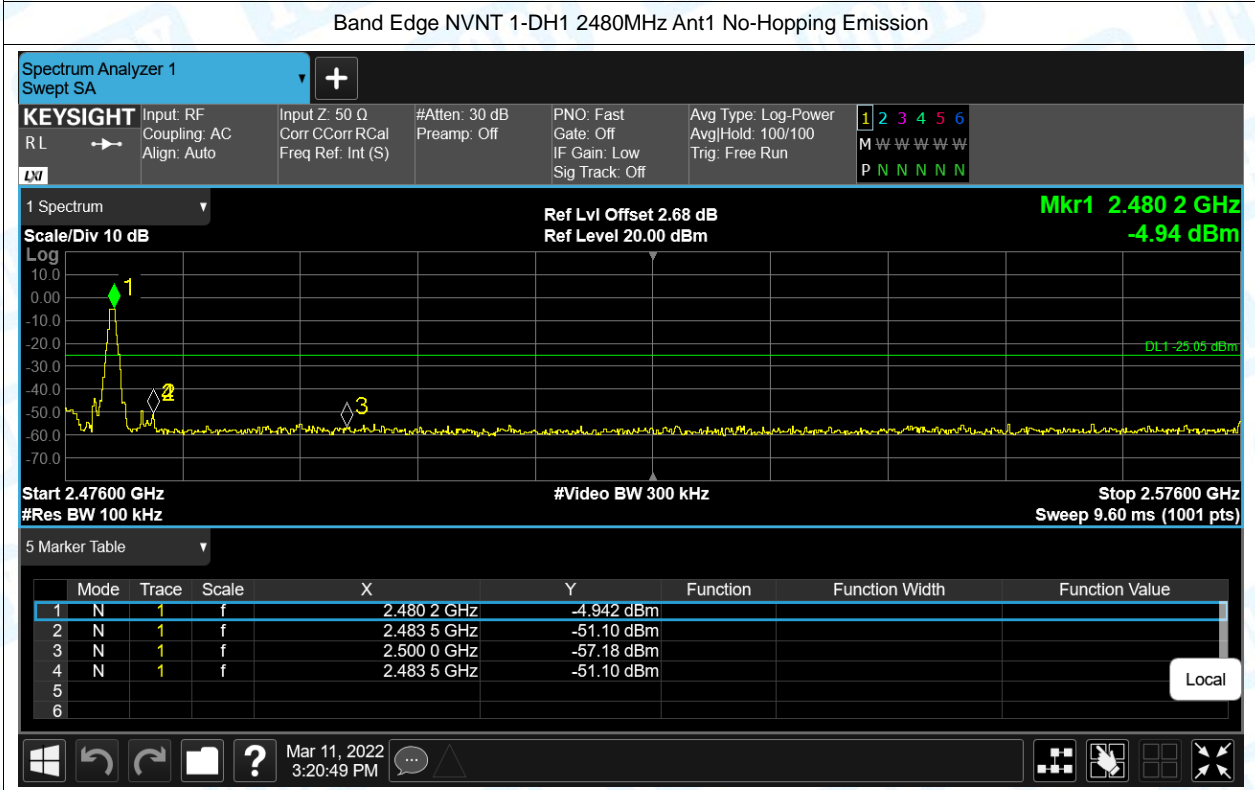 Band Edge NVNT 1-DH1 2480MHz Ant1 No-Hopping Emission
Spectrum Analyzer 1
Swept SA
KEYSIGHT
RL
LXI
Input: RF
Coupling: AC
Align: Auto
Input Z: 50 Ω
Corr CCorr RCal
Freq Ref: Int (S)
#Atten: 30 dB
Preamp: Off
PNO: Fast
Gate: Off
IF Gain: Low
Sig Track: Off
Avg Type: Log-Power
Avg|Hold: 100/100
Trig: Free Run
1 2 3 4 5 6
M W W W W W
P N N N N N
1 Spectrum
Scale/Div 10 dB
Ref Lvl Offset 2.68 dB
Ref Level 20.00 dBm
Mkr1 2.480 2 GHz
-4.94 dBm
Log
10.0
0.00
-10.0
-20.0
-30.0
-40.0
-50.0
-60.0
-70.0
1
2
3
DL1 -25.05 dBm
Start 2.47600 GHz
#Res BW 100 kHz
#Video BW 300 kHz
Stop 2.57600 GHz
Sweep 9.60 ms (1001 pts)
5 Marker Table
Mode Trace Scale X Y Function Function Width Function Value
1 N 1 f 2.480 2 GHz -4.942 dBm
2 N 1 f 2.483 5 GHz -51.10 dBm
3 N 1 f 2.500 0 GHz -57.18 dBm
4 N 1 f 2.483 5 GHz -51.10 dBm
5
6
Local
?
Mar 11, 2022
3:20:49 PM